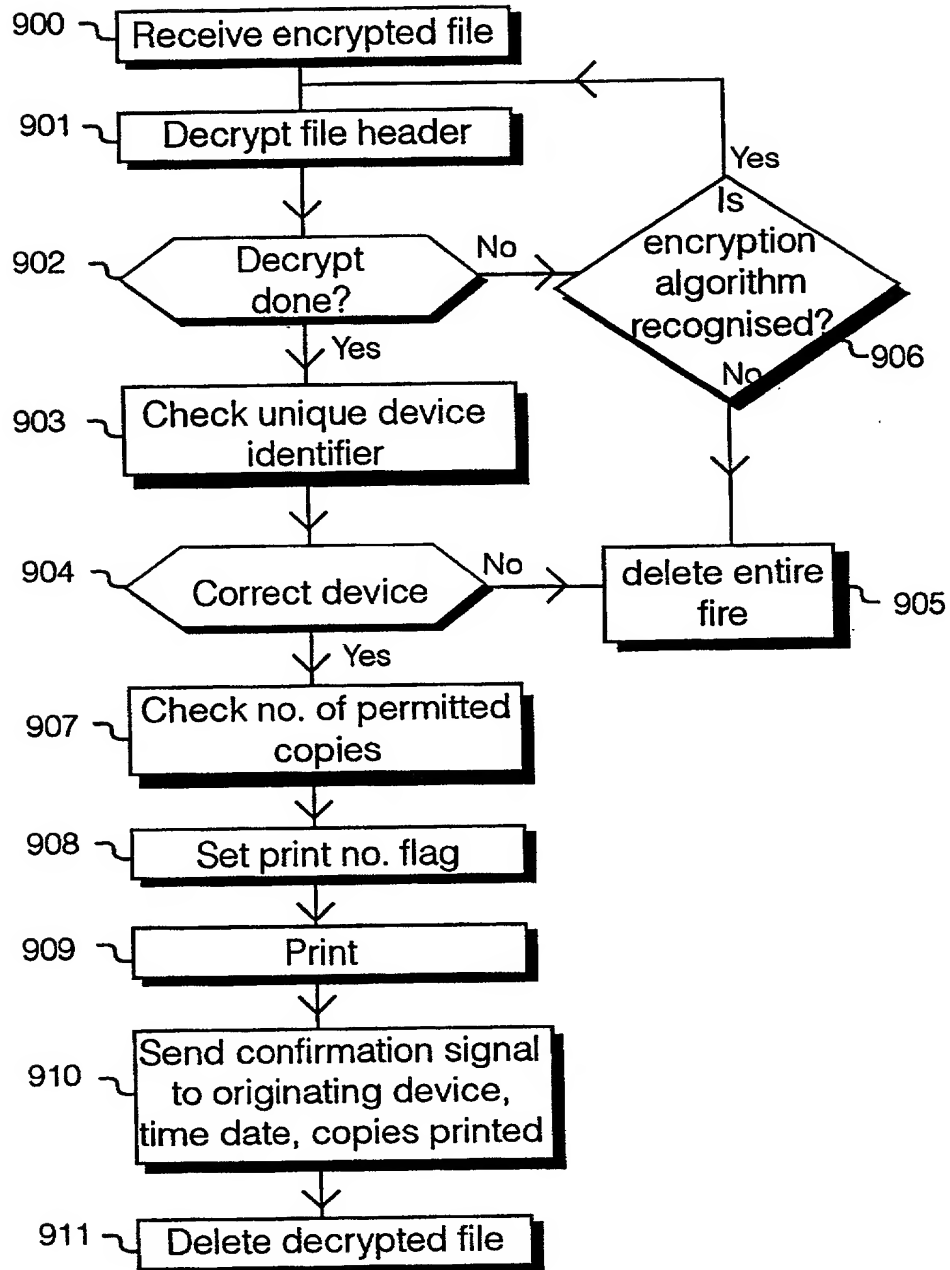 900
Receive encrypted file
901
Decrypt file header
Yes
902
Decrypt
done?
No
Is
encryption
algorithm
recognised?
906
No
Yes
903
Check unique device
identifier
904
Correct device
No
delete entire
fire
905
Yes
907
Check no. of permitted
copies
908
Set print no. flag
909
Print
910
Send confirmation signal
to originating device,
time date, copies printed
911
Delete decrypted file